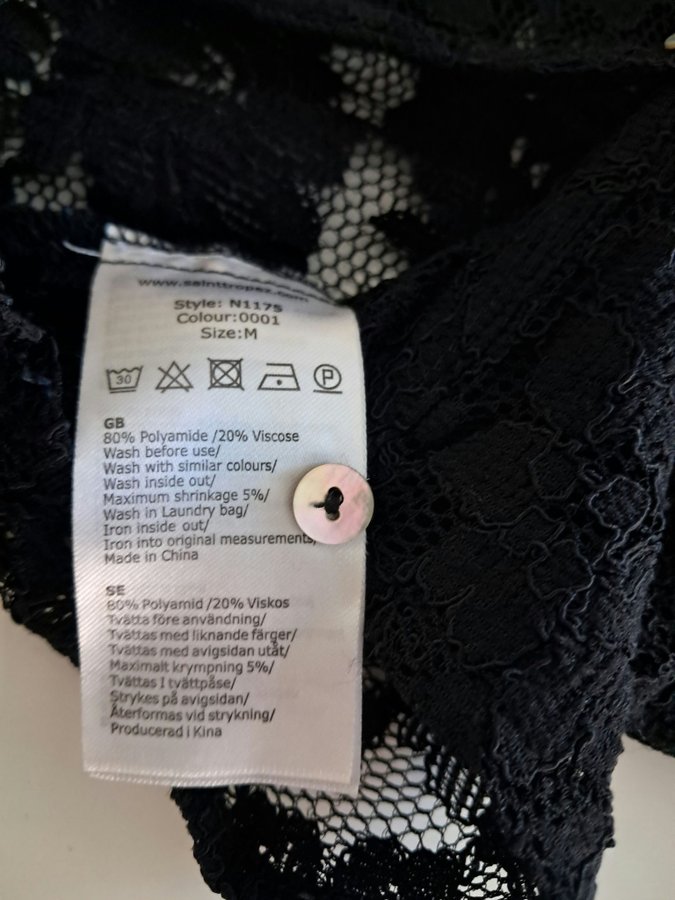 www.sainttropez.com
Style: N1175
Colour:0001
Size:M
30
P
GB
80% Polyamide /20% Viscose
Wash before use/
Wash with similar colours/
Wash inside out/
Maximum shrinkage 5%/
Wash in Laundry bag/
Iron inside out/
Iron into original measurements/
Made in China
SE
80% Polyamid /20% Viskos
Tvätta före användning/
Tvättas med liknande färger/
Tvättas med avigsidan utåt/
Maximalt krympning 5%/
Tvättas I tvättpåse/
Strykes på avigsidan/
Återformas vid strykning/
Producerad i Kina